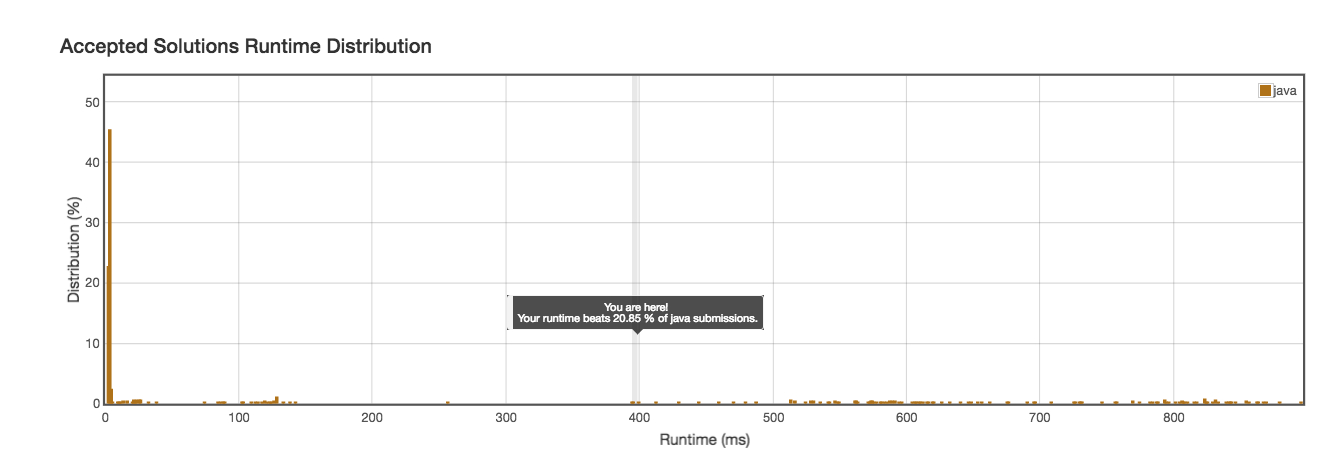 Accepted Solutions Runtime Distribution
java
50
40
30
20
10
0
Distribution (%)
You are here!
Your runtime beats 20.85 % of java submissions.
0 100 200 300 400 500 600 700 800
Runtime (ms)